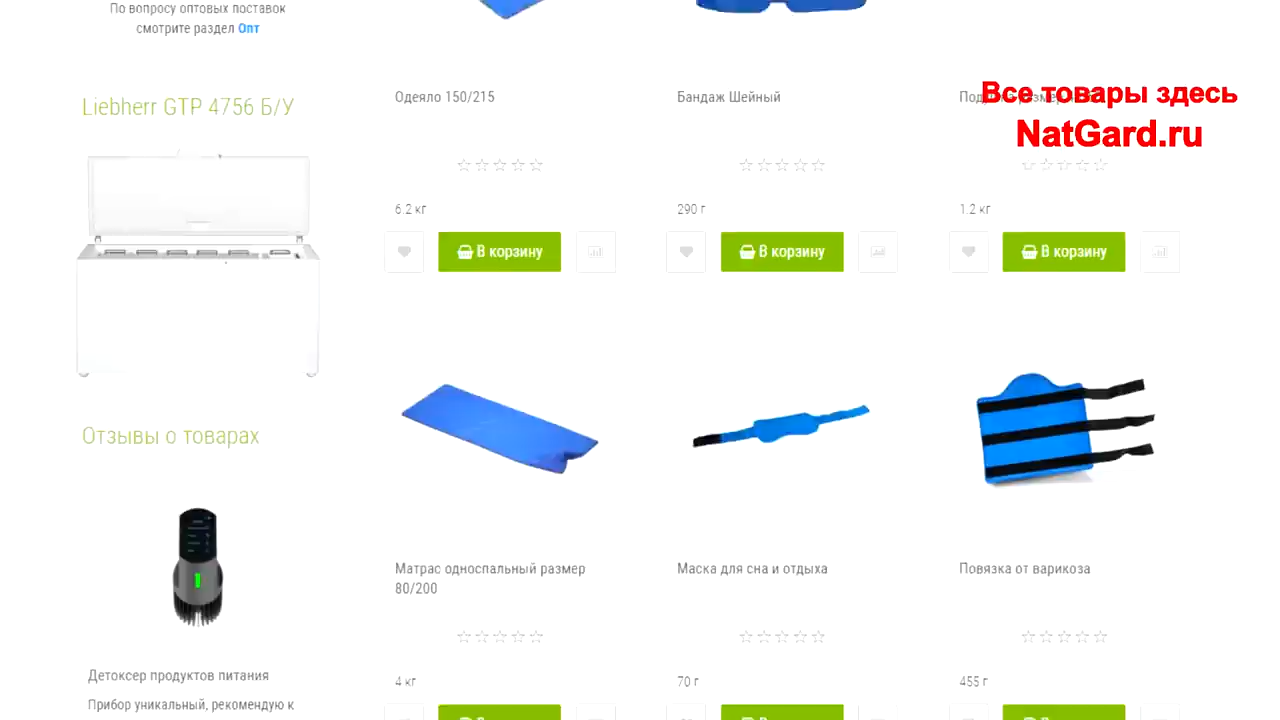 По вопросу оптовых поставок
смотрите раздел Опт
Liebherr GTP 4756 Б/У
Отзывы о товарах
Детоксер продуктов питания
Прибор уникальный, рекомендую к
Одеяло 150/215
6.2 кг
В корзину
Бандаж Шейный
290 г
В корзину
Все товары здесь
NatGard.ru
1.2 кг
В корзину
Матрас односпальный размер
80/200
4 кг
Маска для сна и отдыха
70 г
Повязка от варикоза
455 г